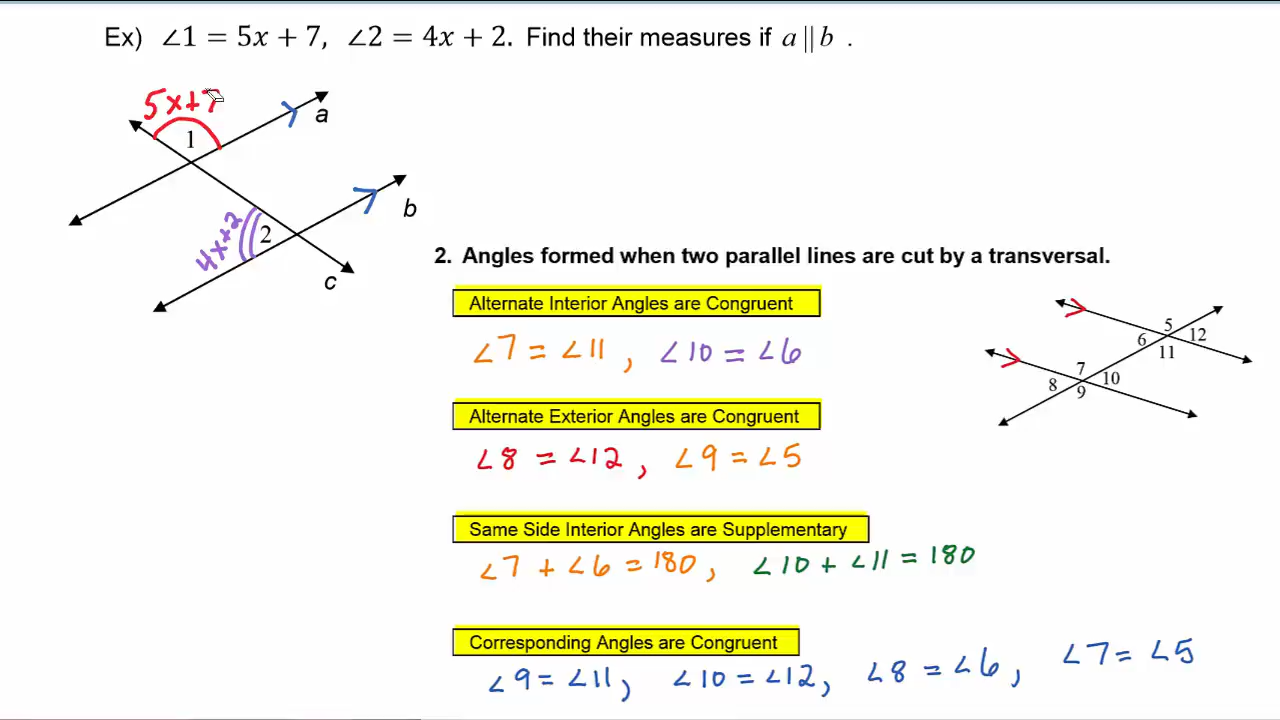 Ex) ∠1 = 5x + 7, ∠2 = 4x + 2. Find their measures if a || b .
5x+7
1
a
b
4x+2
2
c
2. Angles formed when two parallel lines are cut by a transversal.
Alternate Interior Angles are Congruent
∠7 = ∠11 , ∠10 = ∠6
5
6
12
11
7
8
10
9
Alternate Exterior Angles are Congruent
∠8 = ∠12 , ∠9 = ∠5
Same Side Interior Angles are Supplementary
∠7 + ∠6 = 180 , ∠10 + ∠11 = 180
Corresponding Angles are Congruent
∠9 = ∠11, ∠10 = ∠12, ∠8 = ∠6, ∠7 = ∠5